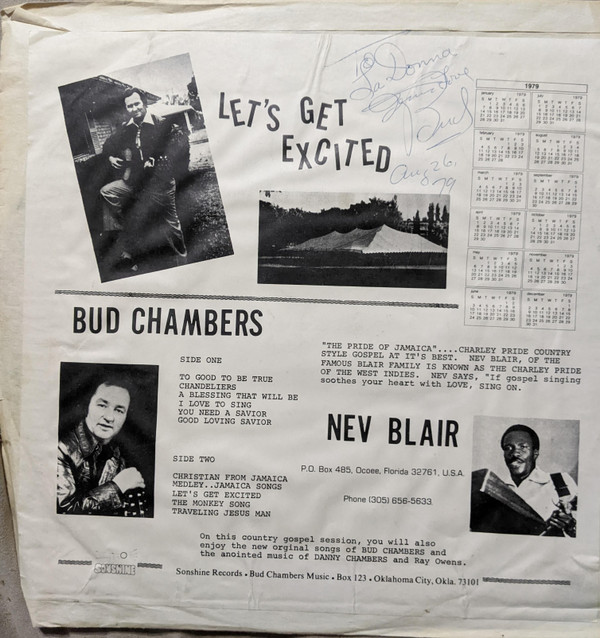 To
LaDonna
Jesus Love
Bud
Aug 26,
79
LET'S GET
EXCITED
1979
BUD CHAMBERS
SIDE ONE
TO GOOD TO BE TRUE
CHANDELIERS
A BLESSING THAT WILL BE
I LOVE TO SING
YOU NEED A SAVIOR
GOOD LOVING SAVIOR
SIDE TWO
CHRISTIAN FROM JAMAICA
MEDLEY..JAMAICA SONGS
LET'S GET EXCITED
THE MONKEY SONG
TRAVELING JESUS MAN
"THE PRIDE OF JAMAICA"....CHARLEY PRIDE COUNTRY
STYLE GOSPEL AT IT'S BEST. NEV BLAIR, OF THE
FAMOUS BLAIR FAMILY IS KNOWN AS THE CHARLEY PRIDE
OF THE WEST INDIES. NEV SAYS, "If gospel singing
soothes your heart with LOVE, SING ON.
NEV BLAIR
P.O. Box 485, Ocoee, Florida 32761, U.S.A.
Phone (305) 656-5633
On this country gospel session, you will also
enjoy the new orginal songs of BUD CHAMBERS and
the anointed music of DANNY CHAMBERS and Ray Owens.
SONSHINE
Sonshine Records • Bud Chambers Music • Box 123 • Oklahoma City, Okla. 73101